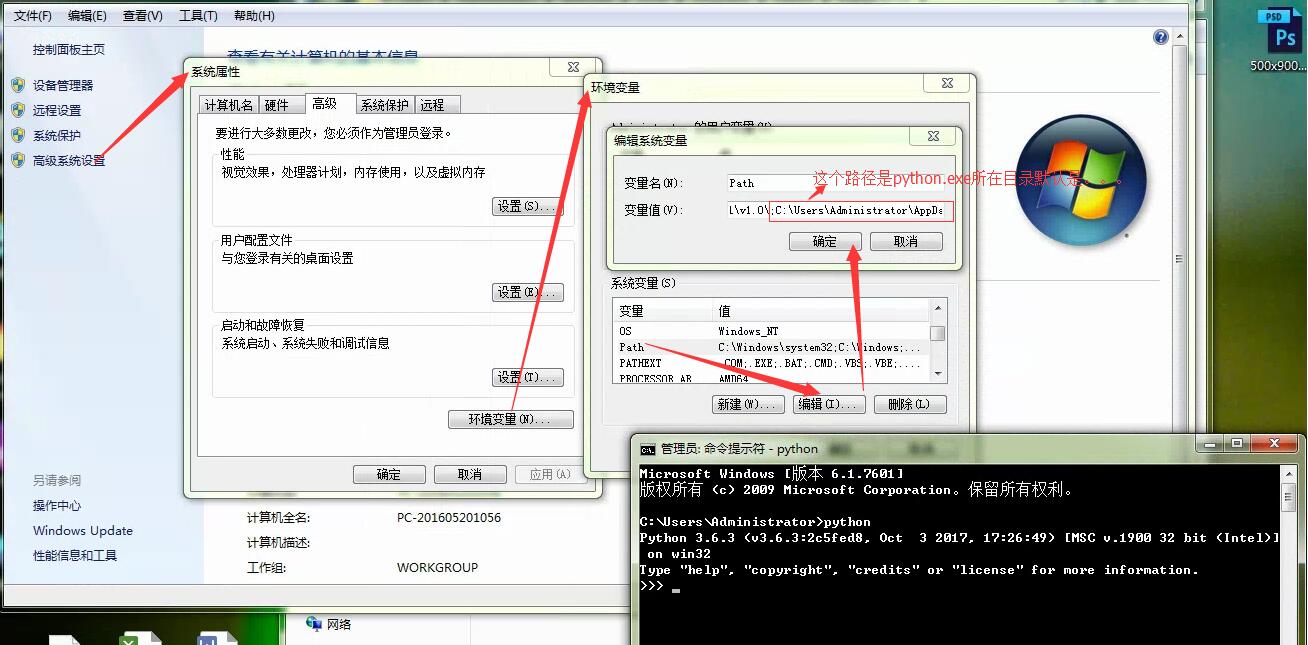 文件(F) 编辑(E) 查看(V) 工具(T) 帮助(H)
控制面板主页
设备管理器
远程设置
系统保护
高级系统设置
另请参阅
操作中心
Windows Update
性能信息和工具
查看有关计算机的基本信息
系统属性
计算机名 硬件 高级 系统保护 远程
要进行大多数更改，您必须作为管理员登录。
性能
视觉效果，处理器计划，内存使用，以及虚拟内存
设置(S)...
用户配置文件
与您登录有关的桌面设置
设置(E)...
启动和故障恢复
系统启动、系统失败和调试信息
设置(T)...
环境变量(N)...
确定 取消 应用(A)
计算机全名: PC-201605201056
计算机描述:
工作组: WORKGROUP
网络
环境变量
的用户变量(U)
编辑系统变量
这个路径是python.exe所在目录默认是。。。
变量名(N): Path
变量值(V): l\v1.0\;C:\Users\Administrator\AppDa
确定 取消
系统变量(S)
变量 值
OS Windows_NT
Path C:\Windows\system32;C:\Windows;...
PATHEXT .COM;.EXE;.BAT;.CMD;.VBS;.VBE;....
PROCESSOR_AR AMD64
新建(W)... 编辑(I)... 删除(L)
管理员: 命令提示符 - python
Microsoft Windows [版本 6.1.7601]
版权所有 (c) 2009 Microsoft Corporation。保留所有权利。
C:\Users\Administrator>python
Python 3.6.3 (v3.6.3:2c5fed8, Oct  3 2017, 17:26:49) [MSC v.1900 32 bit (Intel)]
on win32
Type "help", "copyright", "credits" or "license" for more information.
>>> _
PSD
Ps
500x900...